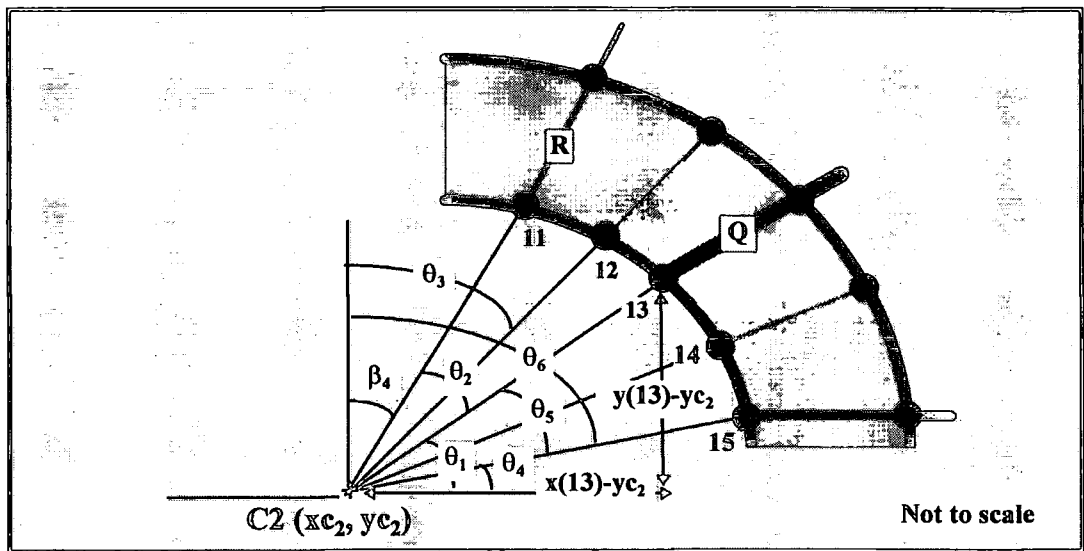 R
Q
11
12
13
14
15
θ₃
β₄
θ₂
θ₆
θ₅
θ₁
θ₄
y(13)-yc₂
x(13)-yc₂
C2 (xc₂, yc₂)
Not to scale